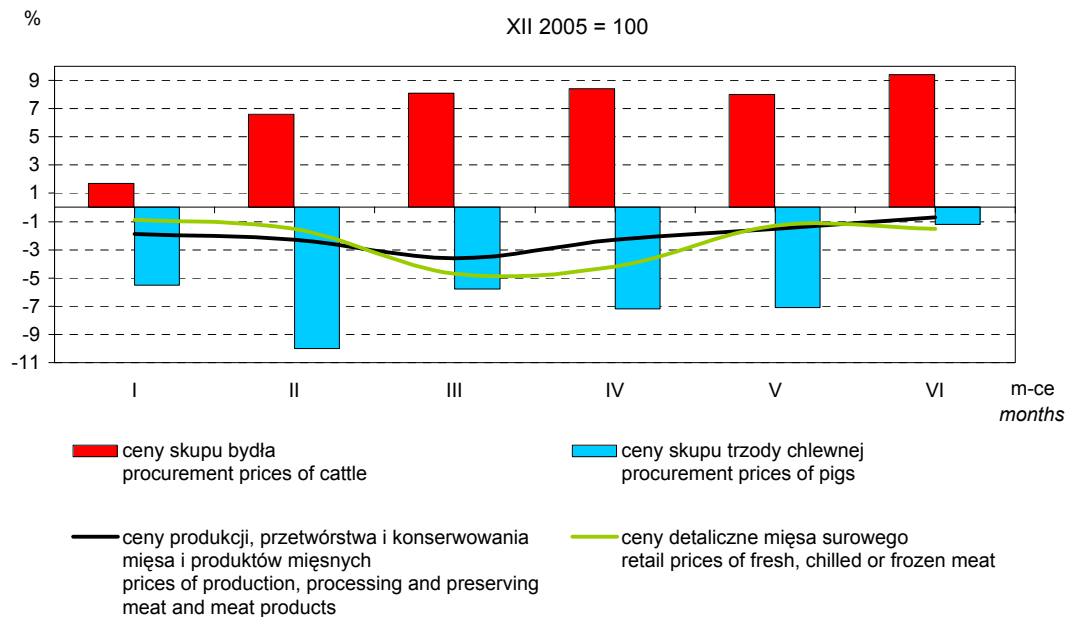 %
XII 2005 = 100
9
7
5
3
1
-1
-3
-5
-7
-9
-11
I II III IV V VI m-ce
months
ceny skupu bydła
procurement prices of cattle
ceny skupu trzody chlewnej
procurement prices of pigs
ceny produkcji, przetwórstwa i konserwowania
mięsa i produktów mięsnych
prices of production, processing and preserving
meat and meat products
ceny detaliczne mięsa surowego
retail prices of fresh, chilled or frozen meat